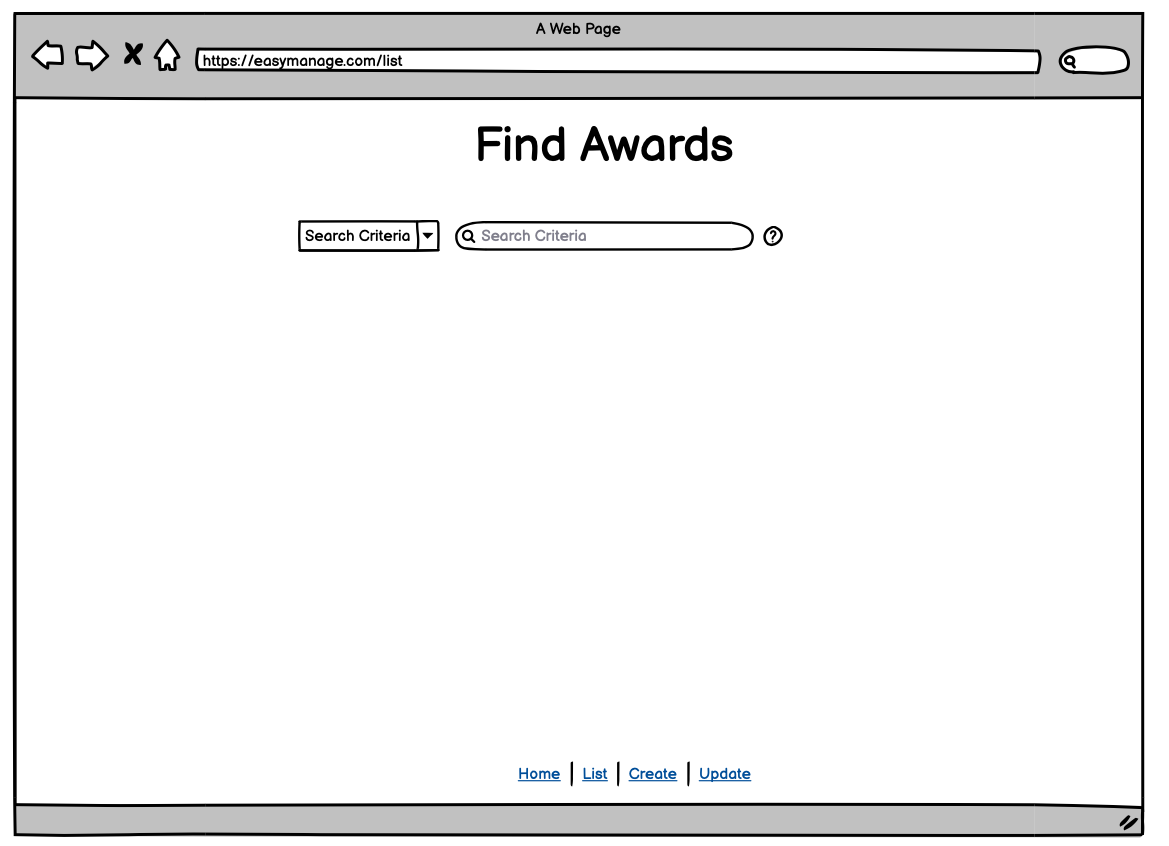 A Web Page
https://easymanage.com/list
Find Awards
Search Criteria Search Criteria ?
Home List Create Update